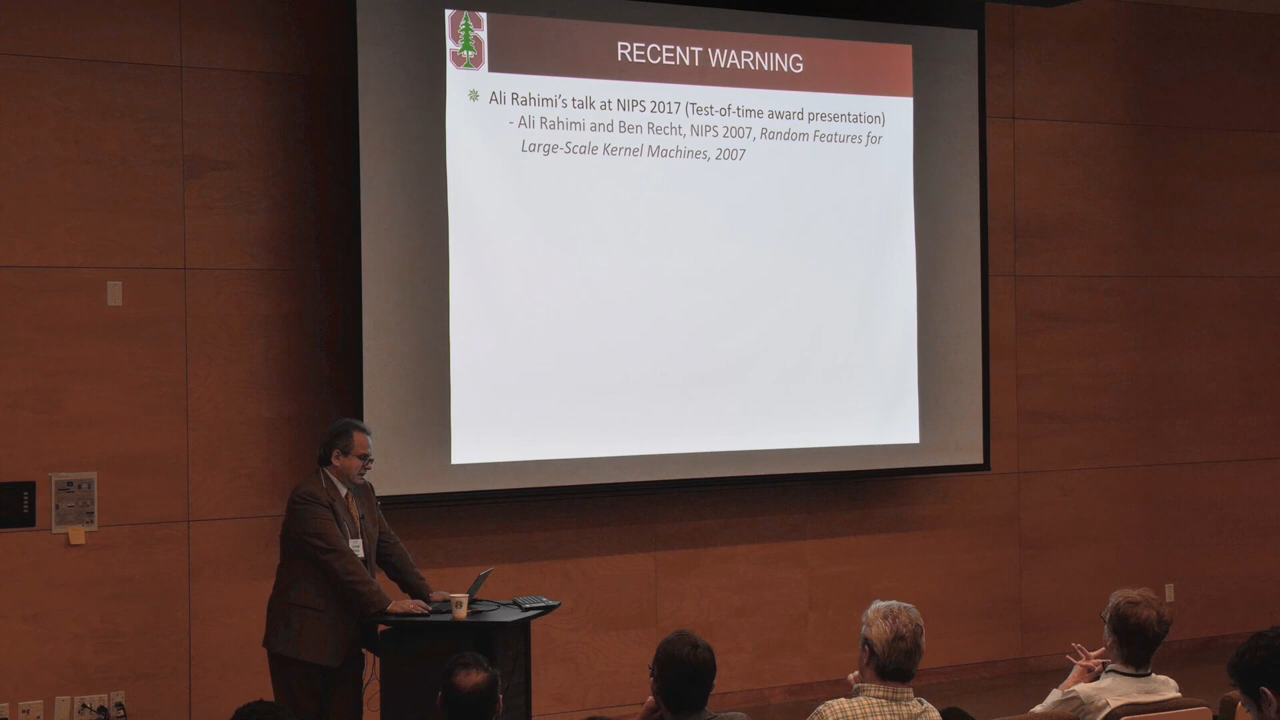 RECENT WARNING
Ali Rahimi's talk at NIPS 2017 (Test-of-time award presentation)
- Ali Rahimi and Ben Recht, NIPS 2007, Random Features for
Large-Scale Kernel Machines, 2007